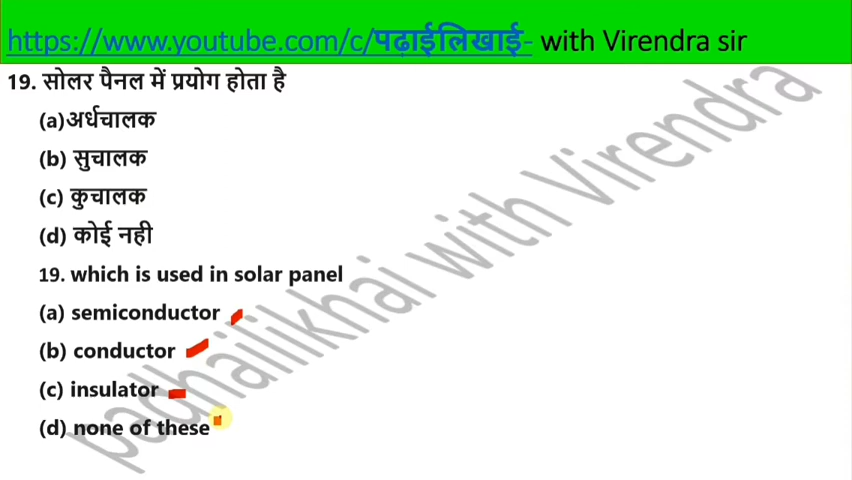 https://www.youtube.com/c/पढ़ाईलिखाई- with Virendra sir
19. सोलर पैनल में प्रयोग होता है
(a)अर्धचालक
(b) सुचालक
(c) कुचालक
(d) कोई नही
19. which is used in solar panel
(a) semiconductor
(b) conductor
(c) insulator
(d) none of these
padhailikhai with Virendra